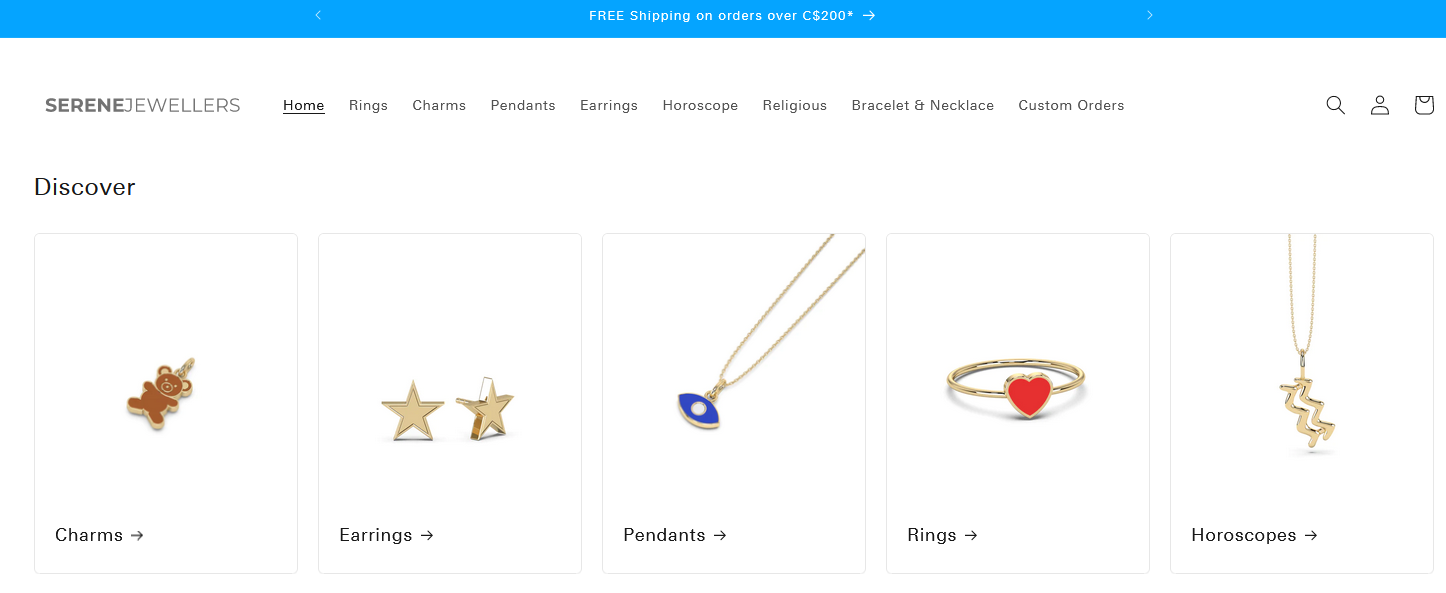 FREE Shipping on orders over C$200* →
SERENEJEWELLERS
Home Rings Charms Pendants Earrings Horoscope Religious Bracelet & Necklace Custom Orders
Discover
Charms → Earrings → Pendants → Rings → Horoscopes →